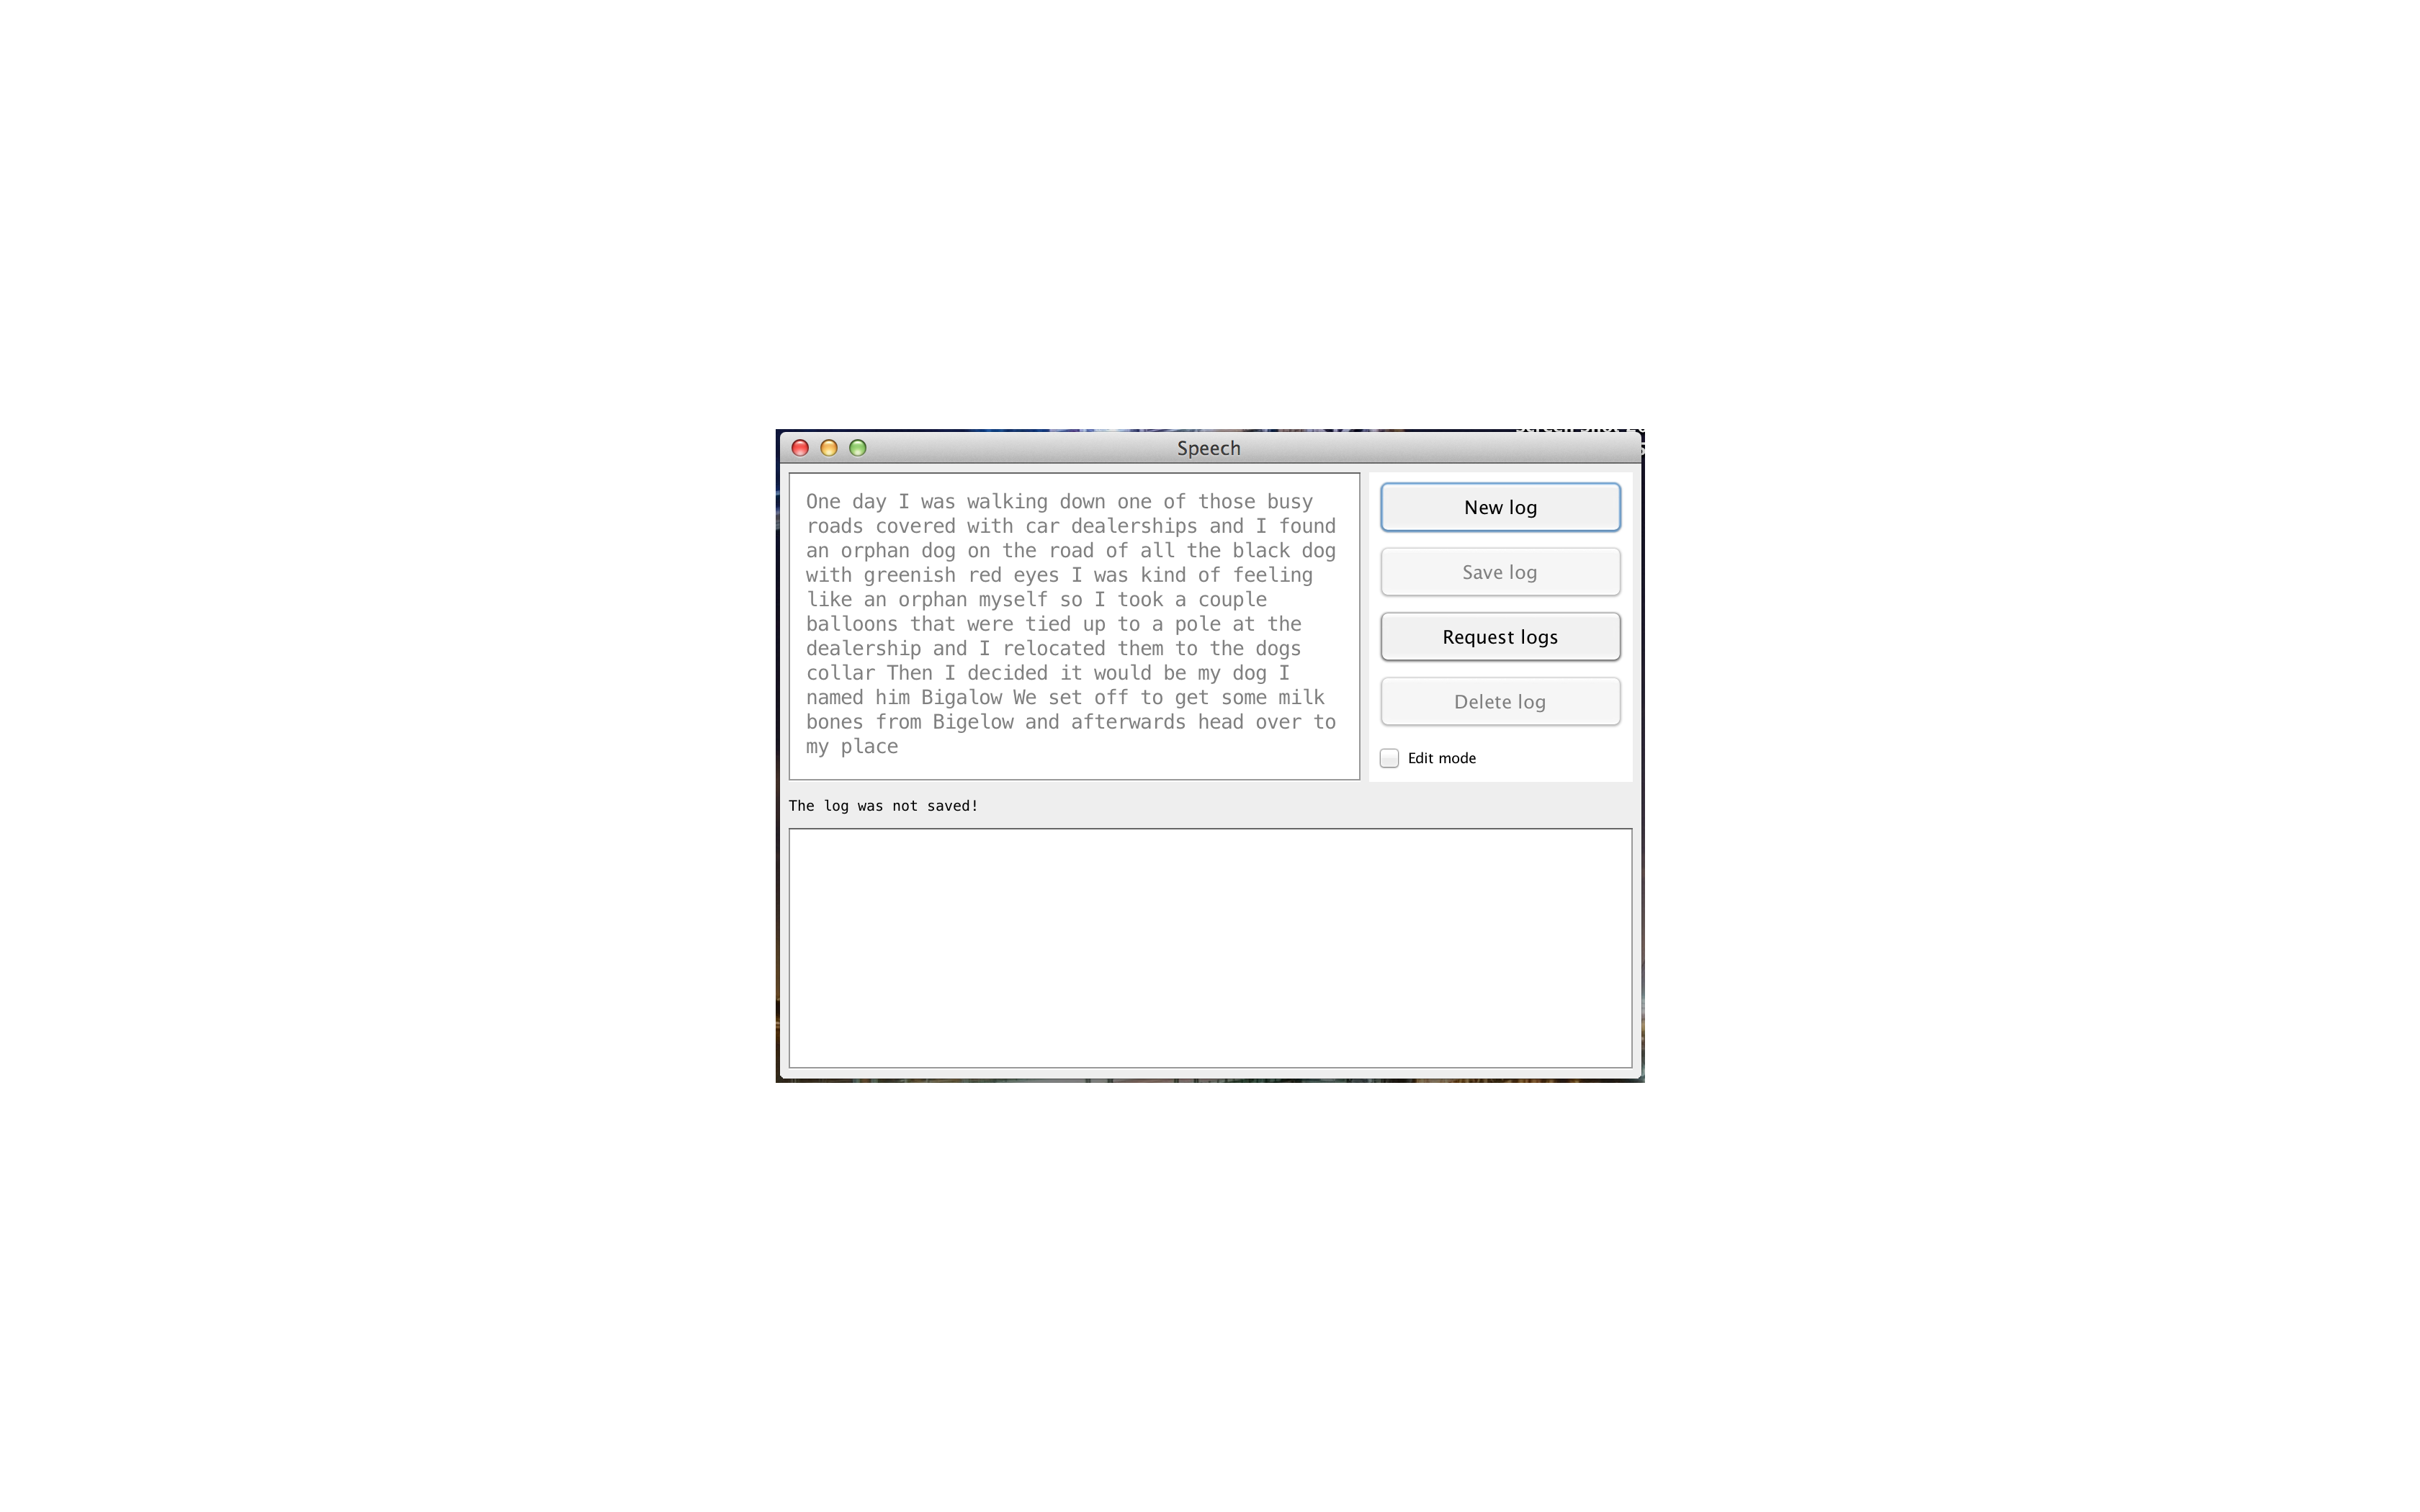 Speech
One day I was walking down one of those busy
roads covered with car dealerships and I found
an orphan dog on the road of all the black dog
with greenish red eyes I was kind of feeling
like an orphan myself so I took a couple
balloons that were tied up to a pole at the
dealership and I relocated them to the dogs
collar Then I decided it would be my dog I
named him Bigalow We set off to get some milk
bones from Bigelow and afterwards head over to
my place
New log
Save log
Request logs
Delete log
Edit mode
The log was not saved!